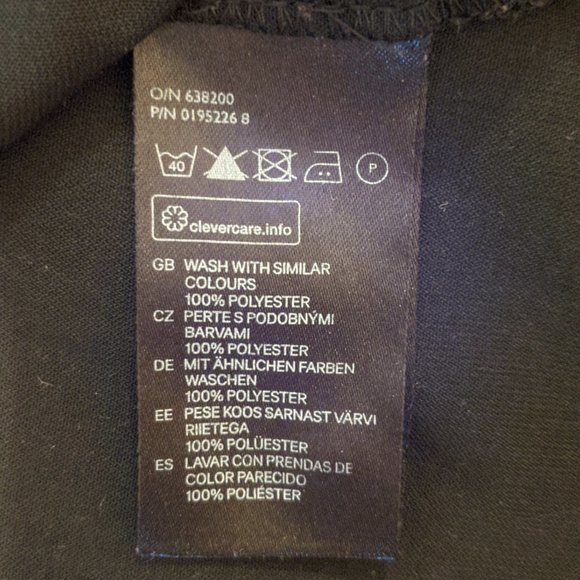 O/N 638200
P/N 0195226 8
40 P
clevercare.info
GB WASH WITH SIMILAR
COLOURS
100% POLYESTER
CZ PERTE S PODOBNÝMI
BARVAMI
100% POLYESTER
DE MIT ÄHNLICHEN FARBEN
WASCHEN
100% POLYESTER
EE PESE KOOS SARNAST VÄRVI
RIIETEGA
100% POLÜESTER
ES LAVAR CON PRENDAS DE
COLOR PARECIDO
100% POLIÉSTER